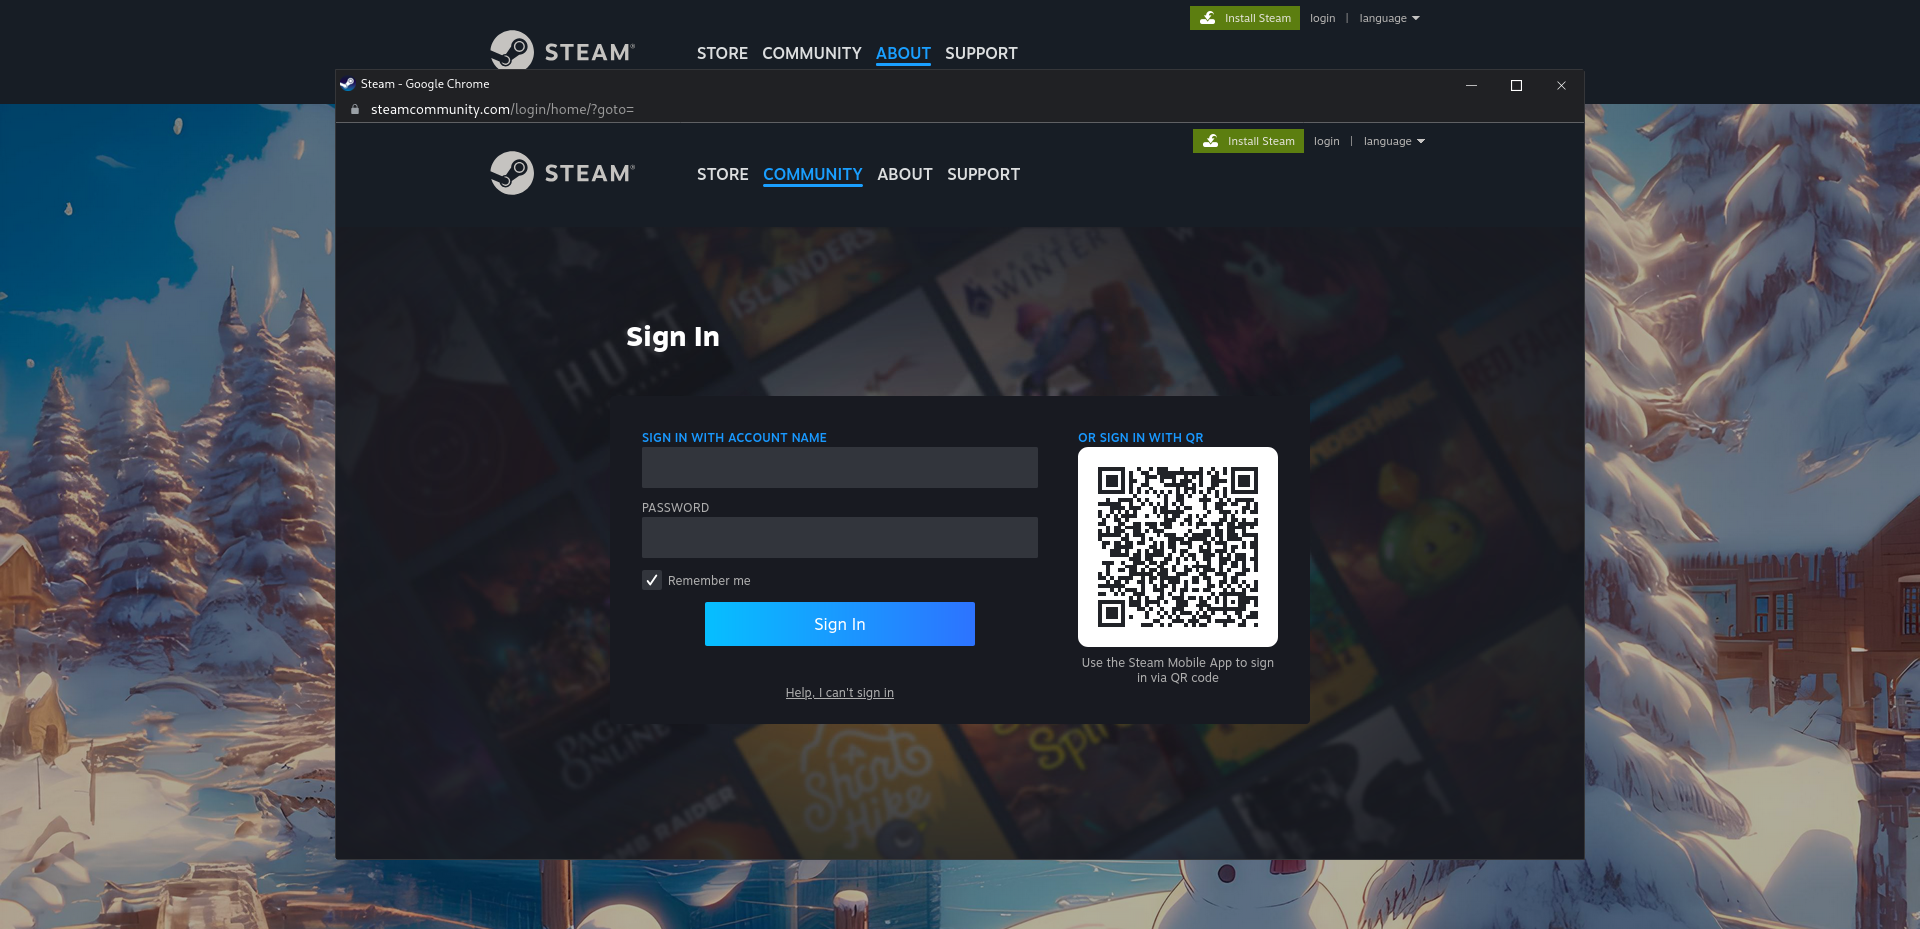 Install Steam login | language
STEAM®
STORE COMMUNITY ABOUT SUPPORT
Steam - Google Chrome
steamcommunity.com/login/home/?goto=
Install Steam login | language
STEAM®
STORE COMMUNITY ABOUT SUPPORT
ISLANDERS
WINTER
HUNT
Sign In
SIGN IN WITH ACCOUNT NAME
OR SIGN IN WITH QR
PASSWORD
Remember me
Sign In
Use the Steam Mobile App to sign
in via QR code
Help, I can't sign in
ONLINE
Short
Hike
RAIDER